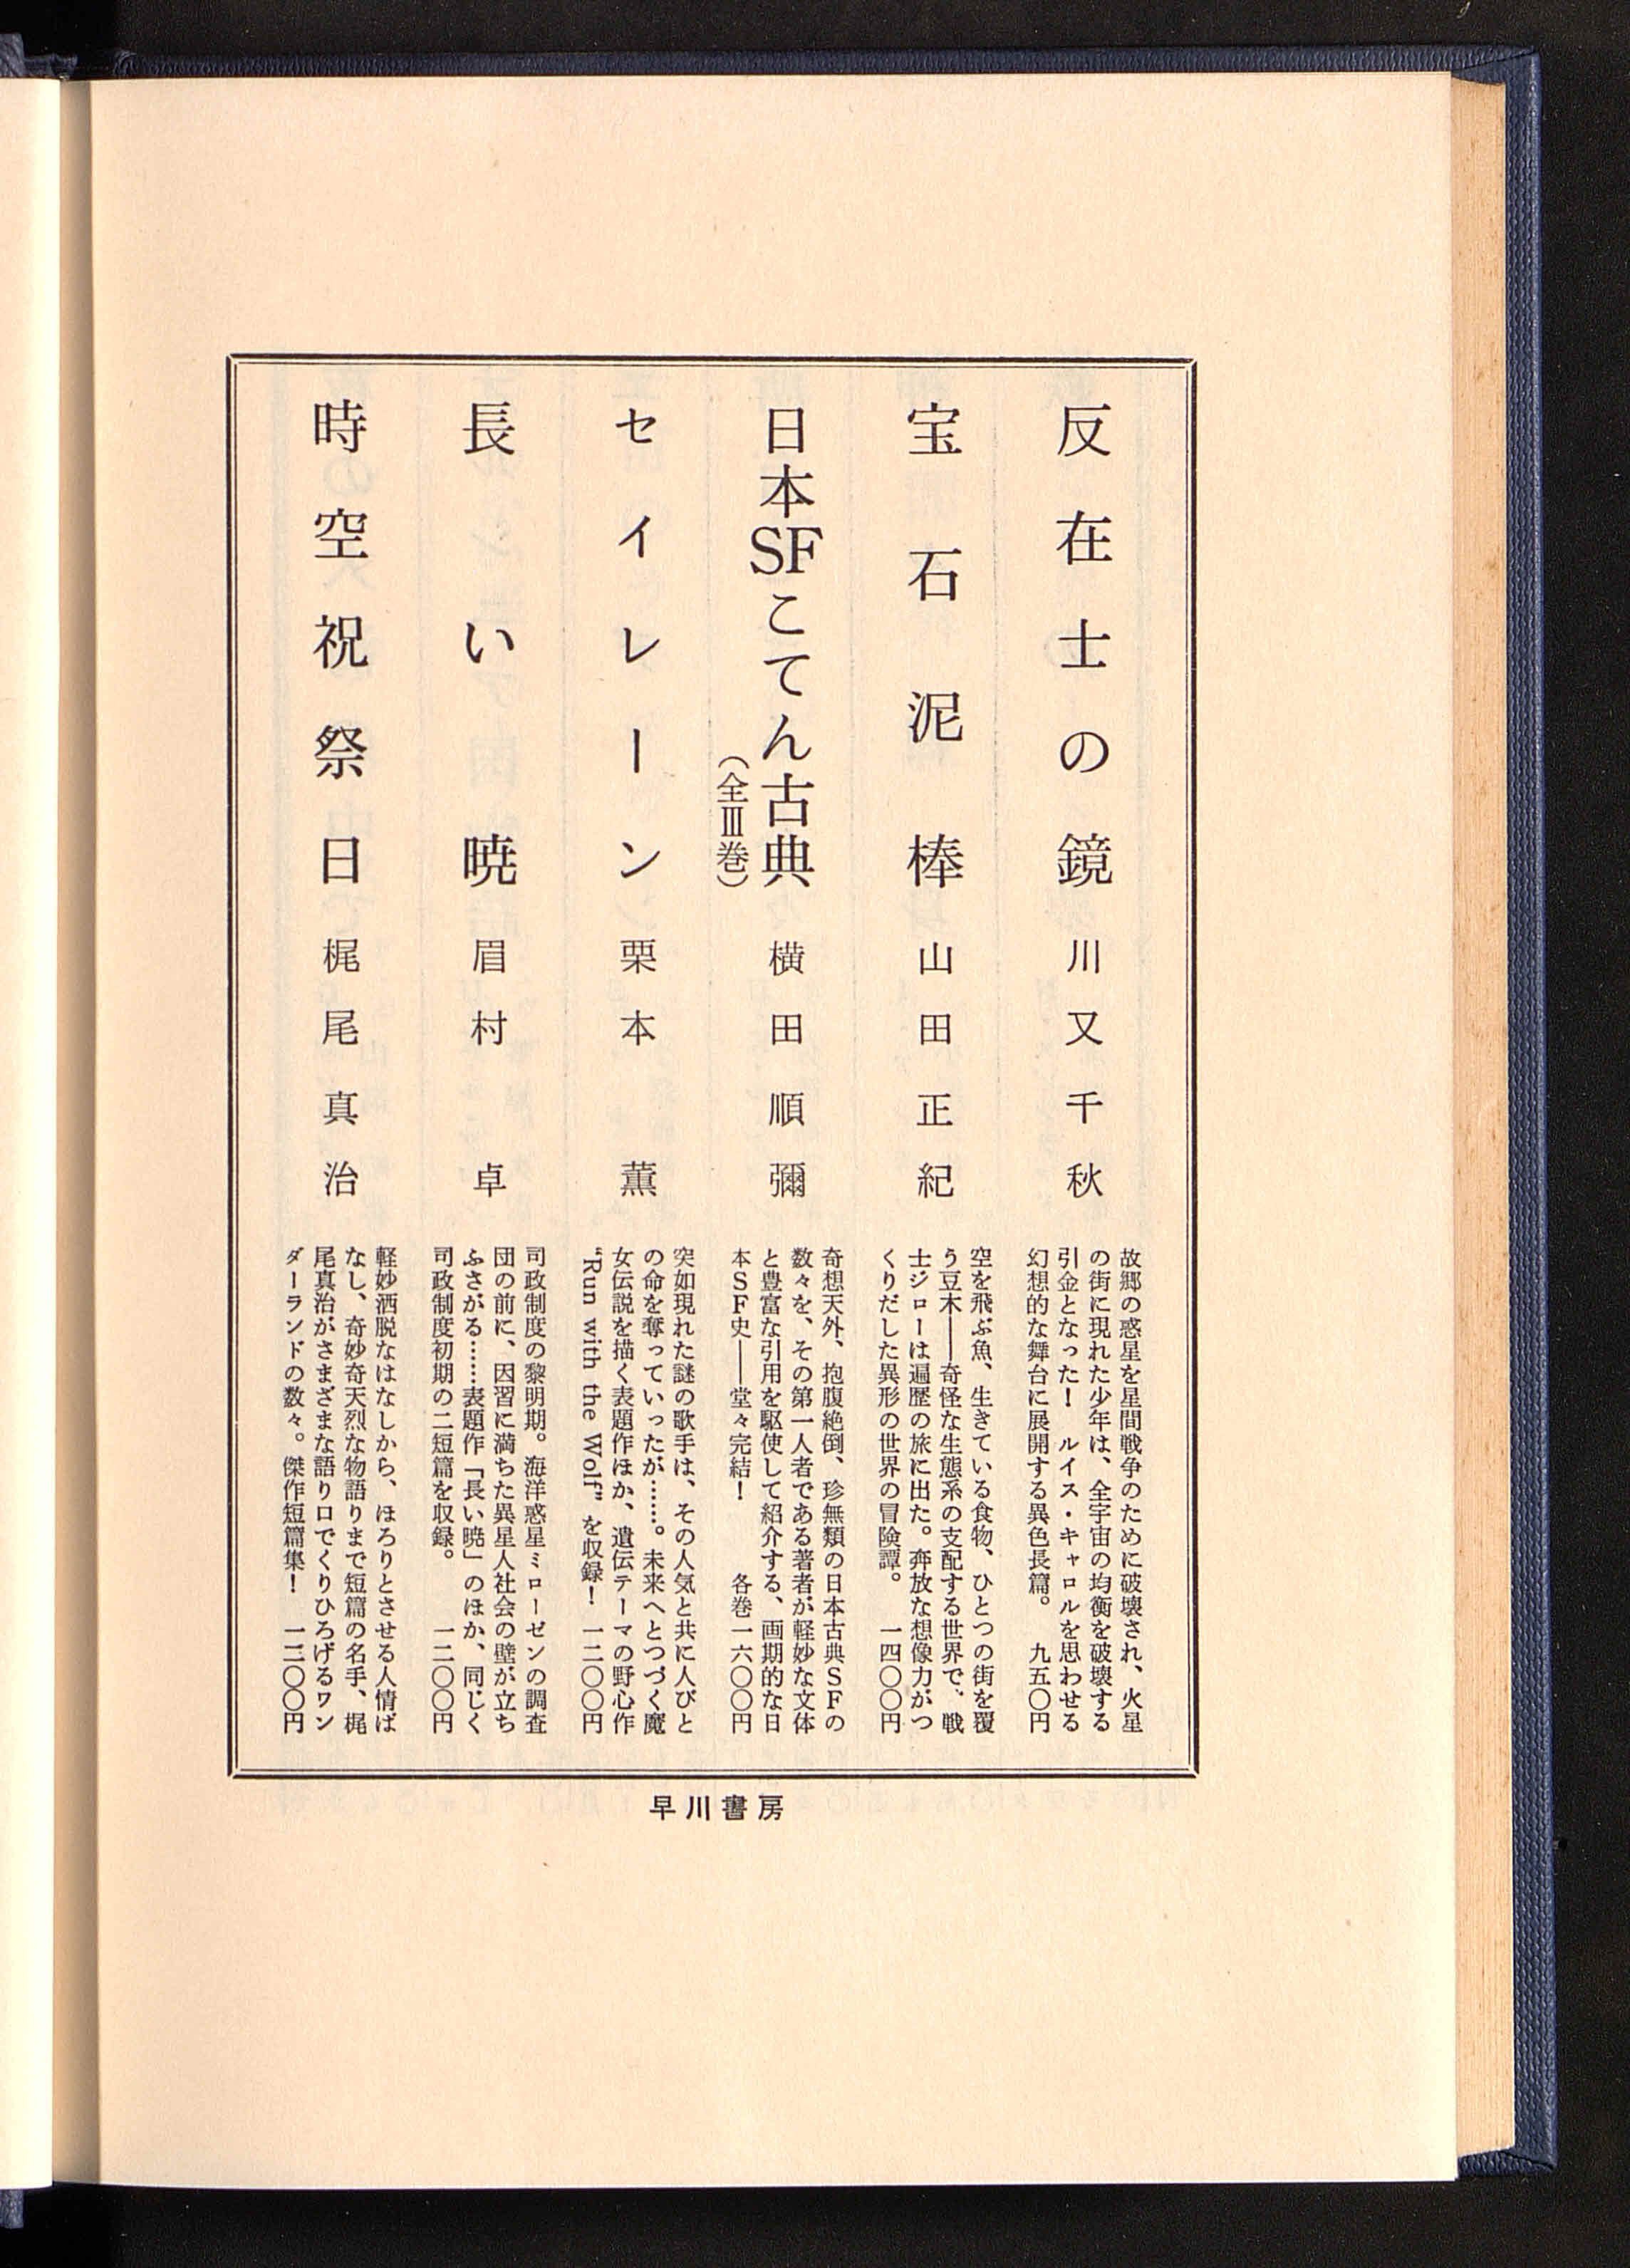 反在士の鏡
川又千秋
故郷の惑星を星間戦争のために破壊され、火星
の街に現れた少年は、全宇宙の均衡を破壊する
引金となった！　ルイス・キャロルを思わせる
幻想的な舞台に展開する異色長篇。　九五〇円
宝石泥棒
山田正紀
空を飛ぶ魚、生きている食物、ひとつの街を覆
う豆木――奇怪な生態系の支配する世界で、戦
士ジローは遍歴の旅に出た。奔放な想像力がつ
くりだした異形の世界の冒険譚。　一四〇〇円
日本SFこてん古典
（全Ⅲ巻）
横田順彌
奇想天外、抱腹絶倒、珍無類の日本古典ＳＦの
数々を、その第一人者である著者が軽妙な文体
と豊富な引用を駆使して紹介する、画期的な日
本ＳＦ史――堂々完結！　各巻一六〇〇円
セイレーン
栗本薫
突如現れた謎の歌手は、その人気と共に人びと
の命を奪っていったが……。未来へとつづく魔
女伝説を描く表題作ほか、遺伝テーマの野心作
“Run with the Wolf” を収録！　一二〇〇円
長い暁
眉村卓
司政制度の黎明期。海洋惑星ミローゼンの調査
団の前に、因習に満ちた異星人社会の壁が立ち
ふさがる……表題作「長い暁」のほか、同じく
司政制度初期の二短篇を収録。　一二〇〇円
時空祝祭日
梶尾真治
軽妙洒脱なはなしから、ほろりとさせる人情ば
なし、奇妙奇天烈な物語りまで短篇の名手、梶
尾真治がさまざまな語り口でくりひろげるワン
ダーランドの数々。傑作短篇集！　一三〇〇円
早川書房